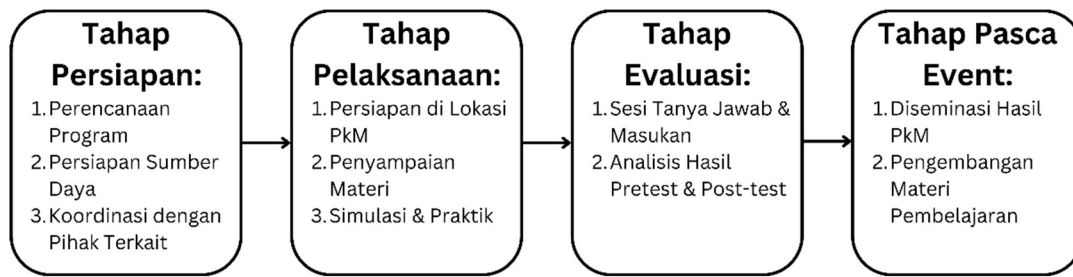 Tahap
Persiapan:
1. Perencanaan
Program
2. Persiapan Sumber
Daya
3. Koordinasi dengan
Pihak Terkait
Tahap
Pelaksanaan:
1. Persiapan di Lokasi
PkM
2. Penyampaian
Materi
3. Simulasi & Praktik
Tahap
Evaluasi:
1. Sesi Tanya Jawab &
Masukan
2. Analisis Hasil
Pretest & Post-test
Tahap Pasca
Event:
1. Diseminasi Hasil
PkM
2. Pengembangan
Materi
Pembelajaran